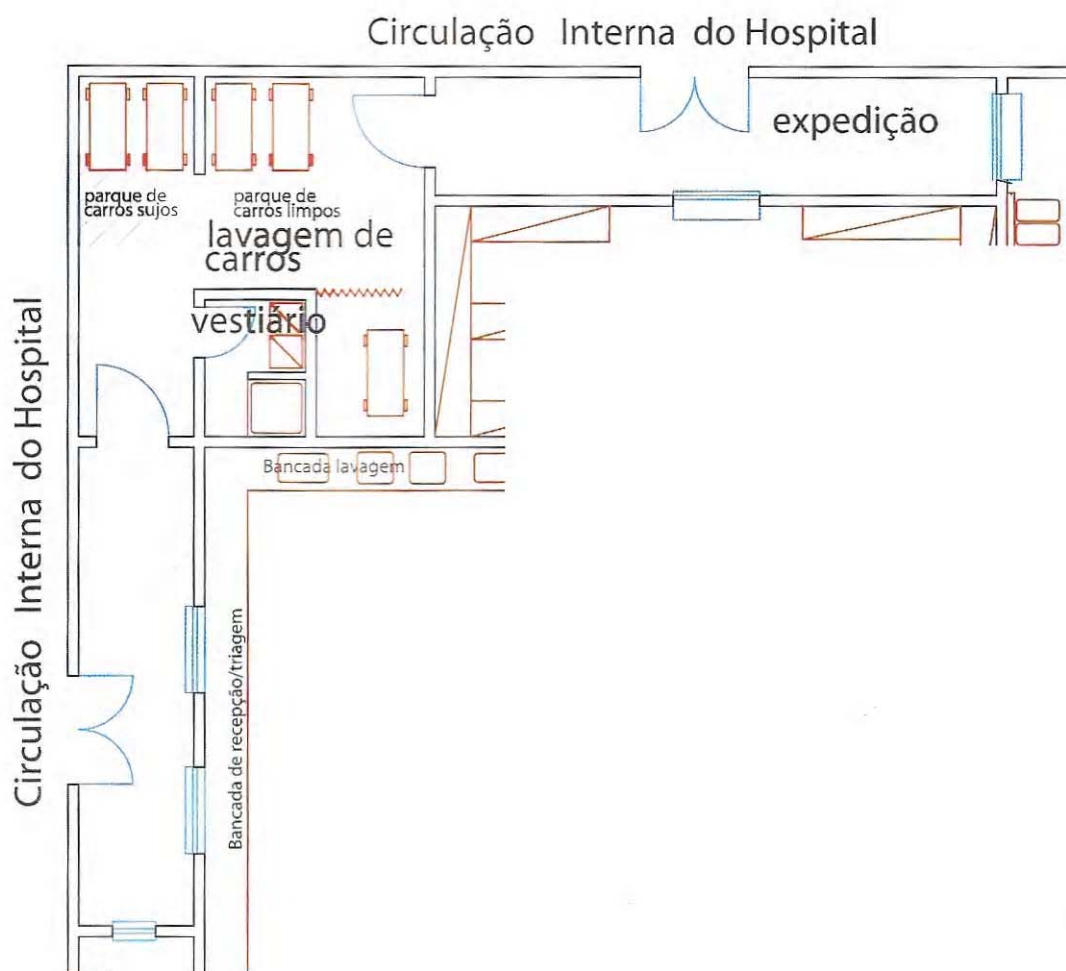 Circulação Interna do Hospital
expedição
parque de
carros sujos
parque de
carros limpos
lavagem de
carros
vestiário
Circulação Interna do Hospital
Bancada lavagem
Bancada de recepção/triagem